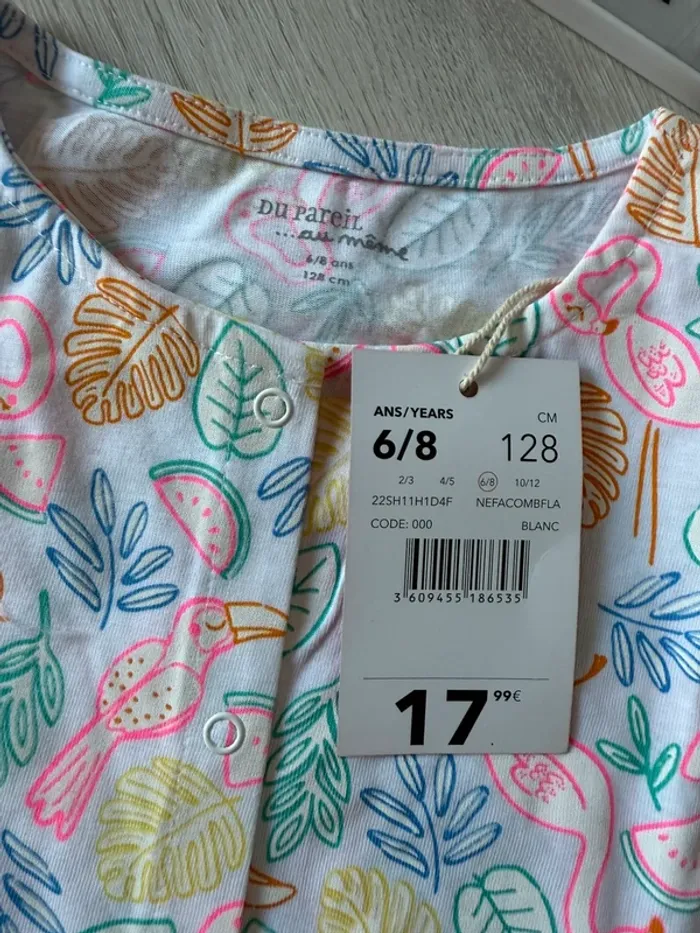 Du Pareil
...au même
6/8 ans
128 cm
ANS/YEARS CM
6/8 128
2/3 4/5 6/8 10/12
22SH11H1D4F NEFACOMBFLA
CODE: 000 BLANC
3 609455 186535
17 99€